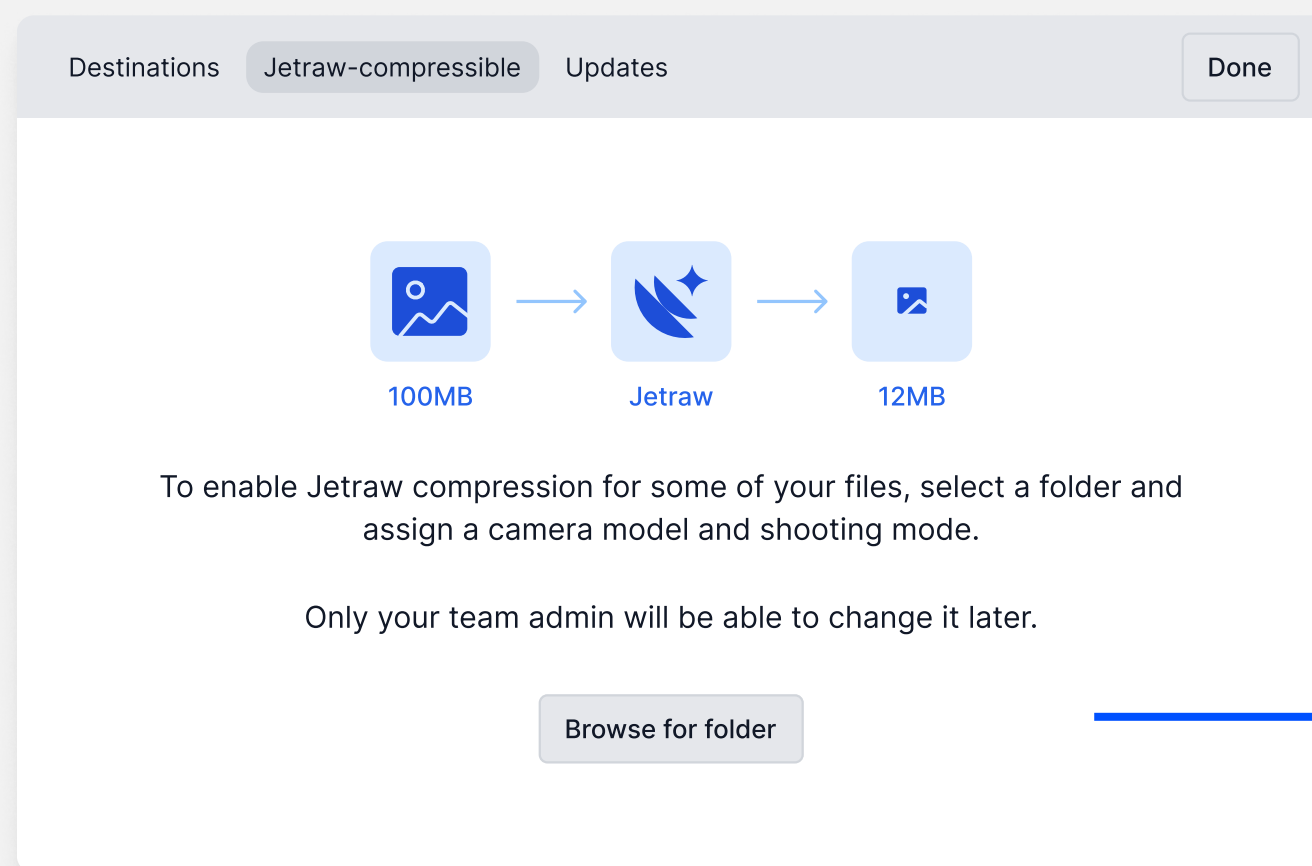 Destinations
Jetraw-compressible
Updates
Done
100MB
Jetraw
12MB
To enable Jetraw compression for some of your files, select a folder and
assign a camera model and shooting mode.
Only your team admin will be able to change it later.
Browse for folder